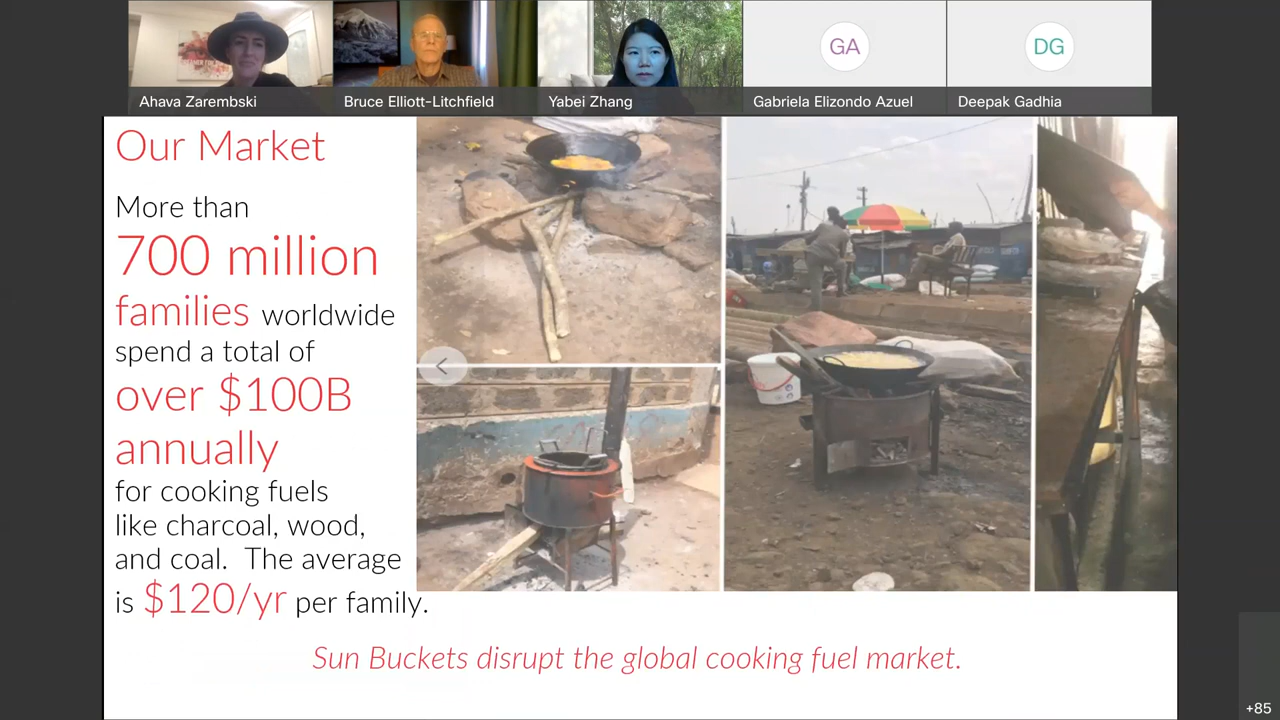 Ahava Zarembski
Bruce Elliott-Litchfield
Yabei Zhang
GA
Gabriela Elizondo Azuel
DG
Deepak Gadhia
Our Market
More than
700 million
families worldwide
spend a total of
over $100B
annually
for cooking fuels
like charcoal, wood,
and coal. The average
is $120/yr per family.
Sun Buckets disrupt the global cooking fuel market.
+85